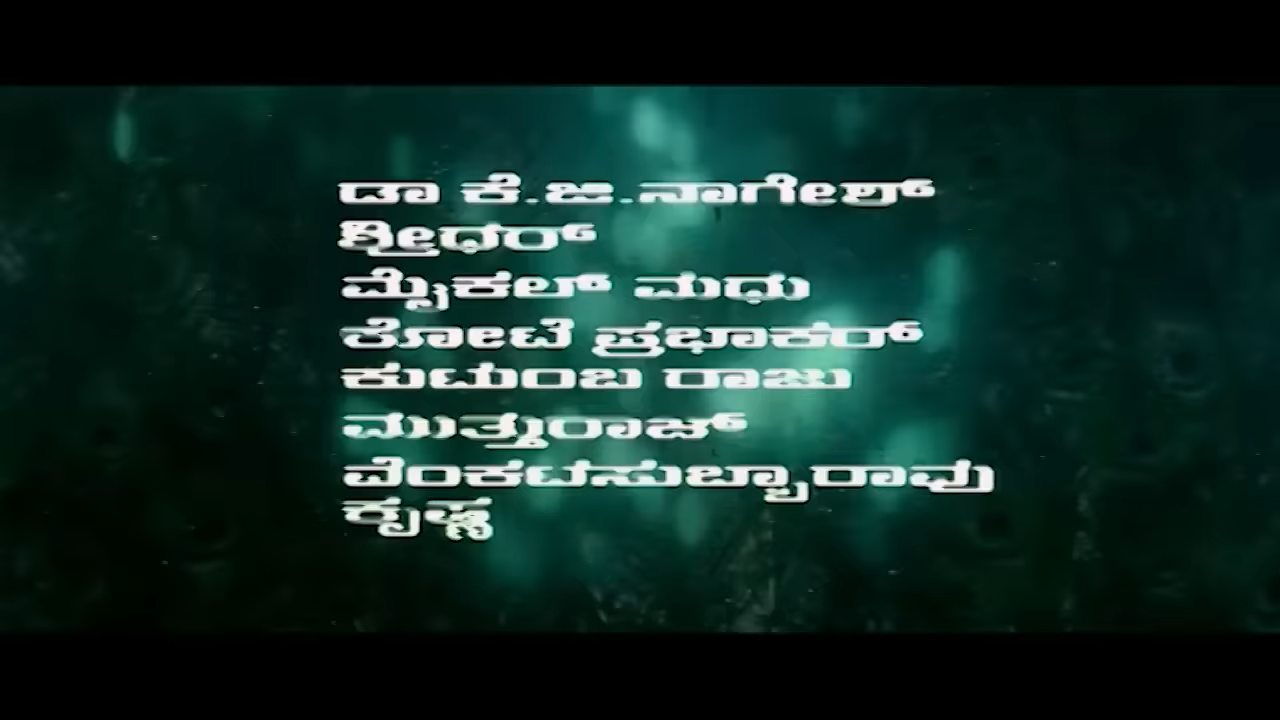 ಡಾ ಕೆ.ಜಿ.ನಾಗೇಶ್
ಶ್ರೀಧರ್
ಮೈಕಲ್ ಮಧು
ಕೋಟೆ ಪ್ರಭಾಕರ್
ಕುಟುಂಬ ರಾಜು
ಮುತ್ತುರಾಜ್
ವೆಂಕಟಸುಬ್ಬಾರಾವು
ಕೃಷ್ಣ